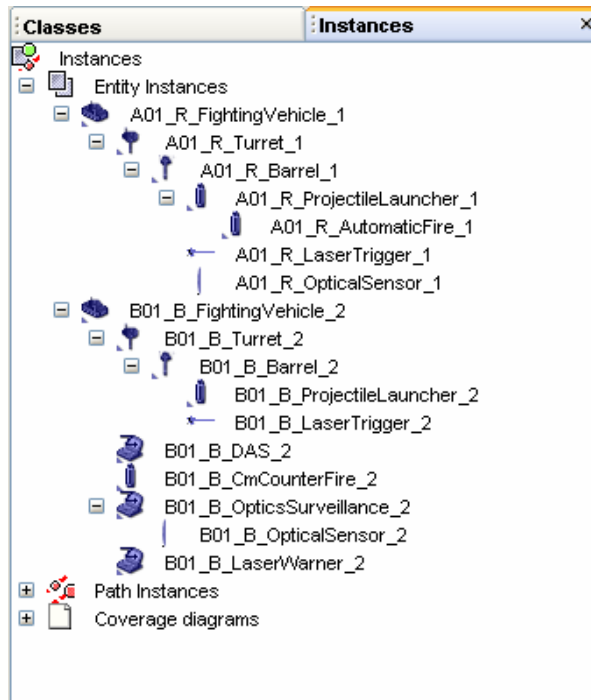 Classes
Instances
Instances
Entity Instances
A01_R_FightingVehicle_1
A01_R_Turret_1
A01_R_Barrel_1
A01_R_ProjectileLauncher_1
A01_R_AutomaticFire_1
A01_R_LaserTrigger_1
A01_R_OpticalSensor_1
B01_B_FightingVehicle_2
B01_B_Turret_2
B01_B_Barrel_2
B01_B_ProjectileLauncher_2
B01_B_LaserTrigger_2
B01_B_DAS_2
B01_B_CmCounterFire_2
B01_B_OpticsSurveillance_2
B01_B_OpticalSensor_2
B01_B_LaserWarner_2
Path Instances
Coverage diagrams